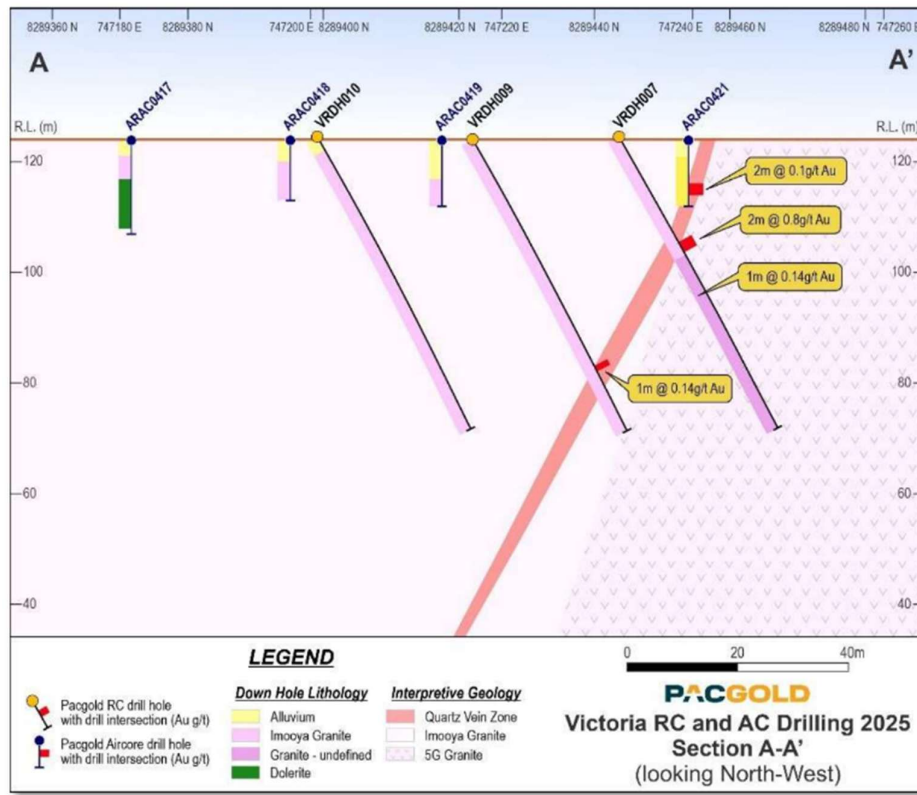 8289360 N
747180 E
8289380 N
747200 E
8289400 N
8289420 N
747220 E
8289440 N
747240 E
8289460 N
8289480 N
747260 E
A
A'
ARAC0417
ARAC0418
VRDH010
ARAC0419
VRDH009
VRDH007
ARAC0421
R.L. (m)
R.L. (m)
120
120
2m @ 0.1g/t Au
2m @ 0.8g/t Au
100
100
1m @ 0.14g/t Au
80
80
1m @ 0.14g/t Au
60
60
40
40
LEGEND
Pacgold RC drill hole
with drill intersection (Au g/t)
Pacgold Aircore drill hole
with drill intersection (Au g/t)
Down Hole Lithology
Alluvium
Imooya Granite
Granite - undefined
Dolerite
Interpretive Geology
Quartz Vein Zone
Imooya Granite
5G Granite
0 20 40m
PACGOLD
Victoria RC and AC Drilling 2025
Section A-A'
(looking North-West)